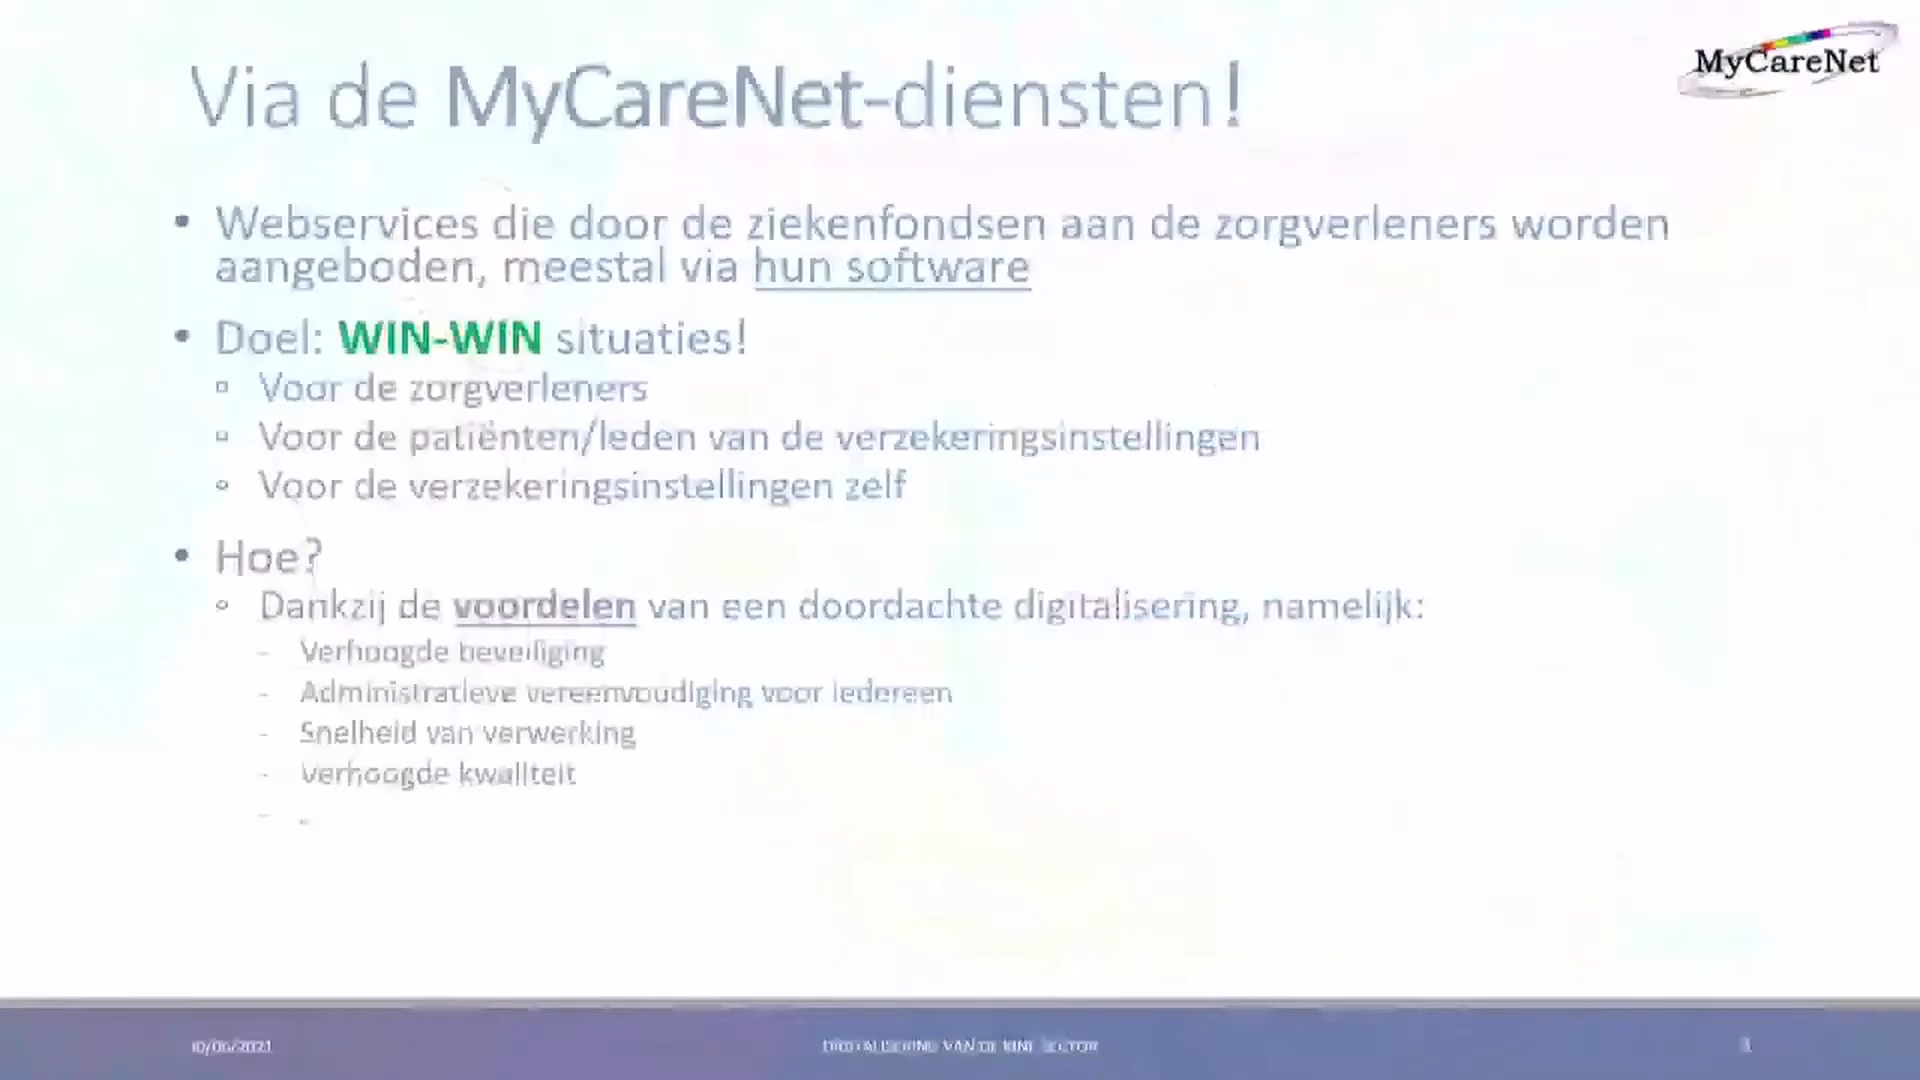 MyCareNet
Via de MyCareNet-diensten!
• Webservices die door de ziekenfondsen aan de zorgverleners worden
aangeboden, meestal via hun software
• Doel: WIN-WIN situaties!
▫ Voor de zorgverleners
▫ Voor de patiënten/leden van de verzekeringsinstellingen
▫ Voor de verzekeringsinstellingen zelf
• Hoe?
▫ Dankzij de voordelen van een doordachte digitalisering, namelijk:
- Verhoogde beveiliging
- Administratieve vereenvoudiging voor iedereen
- Snelheid van verwerking
- Verhoogde kwaliteit
DIGITALISERING VAN DE KINE SECTOR